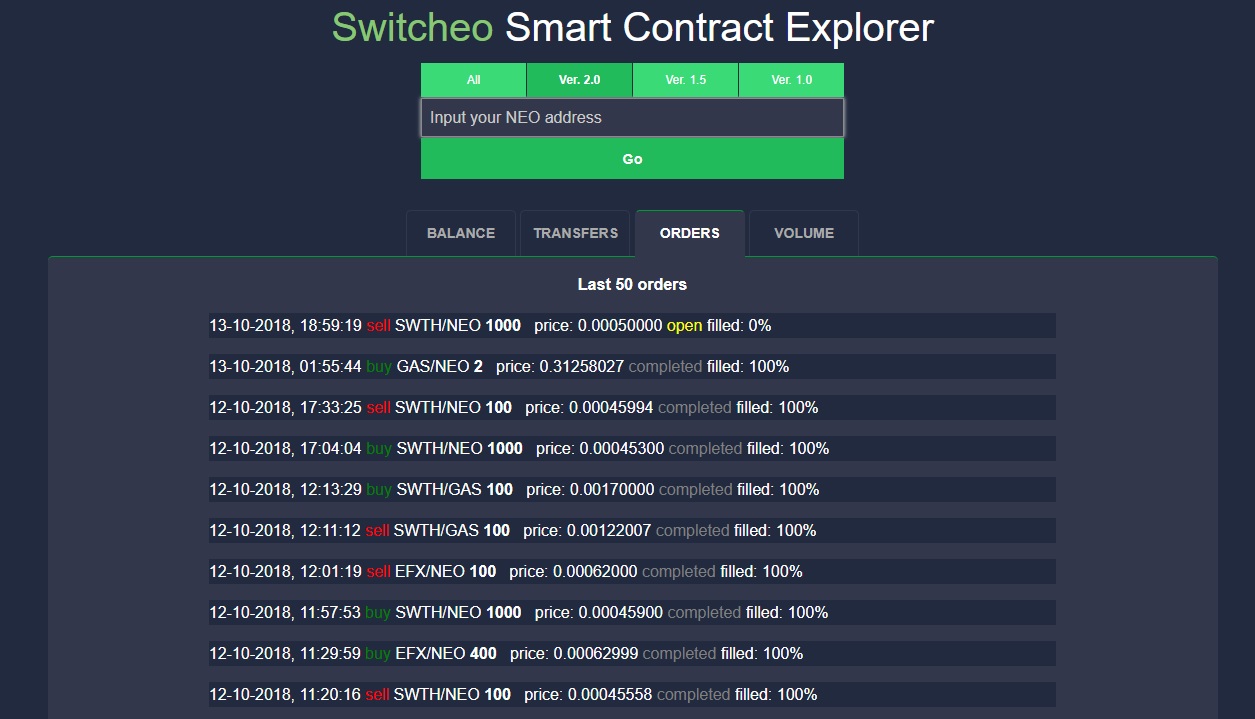 Switcheo Smart Contract Explorer
All Ver. 2.0 Ver. 1.5 Ver. 1.0
Input your NEO address
Go
BALANCE TRANSFERS ORDERS VOLUME
Last 50 orders
13-10-2018, 18:59:19 sell SWTH/NEO 1000 price: 0.00050000 open filled: 0%
13-10-2018, 01:55:44 buy GAS/NEO 2 price: 0.31258027 completed filled: 100%
12-10-2018, 17:33:25 sell SWTH/NEO 100 price: 0.00045994 completed filled: 100%
12-10-2018, 17:04:04 buy SWTH/NEO 1000 price: 0.00045300 completed filled: 100%
12-10-2018, 12:13:29 buy SWTH/GAS 100 price: 0.00170000 completed filled: 100%
12-10-2018, 12:11:12 sell SWTH/GAS 100 price: 0.00122007 completed filled: 100%
12-10-2018, 12:01:19 sell EFX/NEO 100 price: 0.00062000 completed filled: 100%
12-10-2018, 11:57:53 buy SWTH/NEO 1000 price: 0.00045900 completed filled: 100%
12-10-2018, 11:29:59 buy EFX/NEO 400 price: 0.00062999 completed filled: 100%
12-10-2018, 11:20:16 sell SWTH/NEO 100 price: 0.00045558 completed filled: 100%